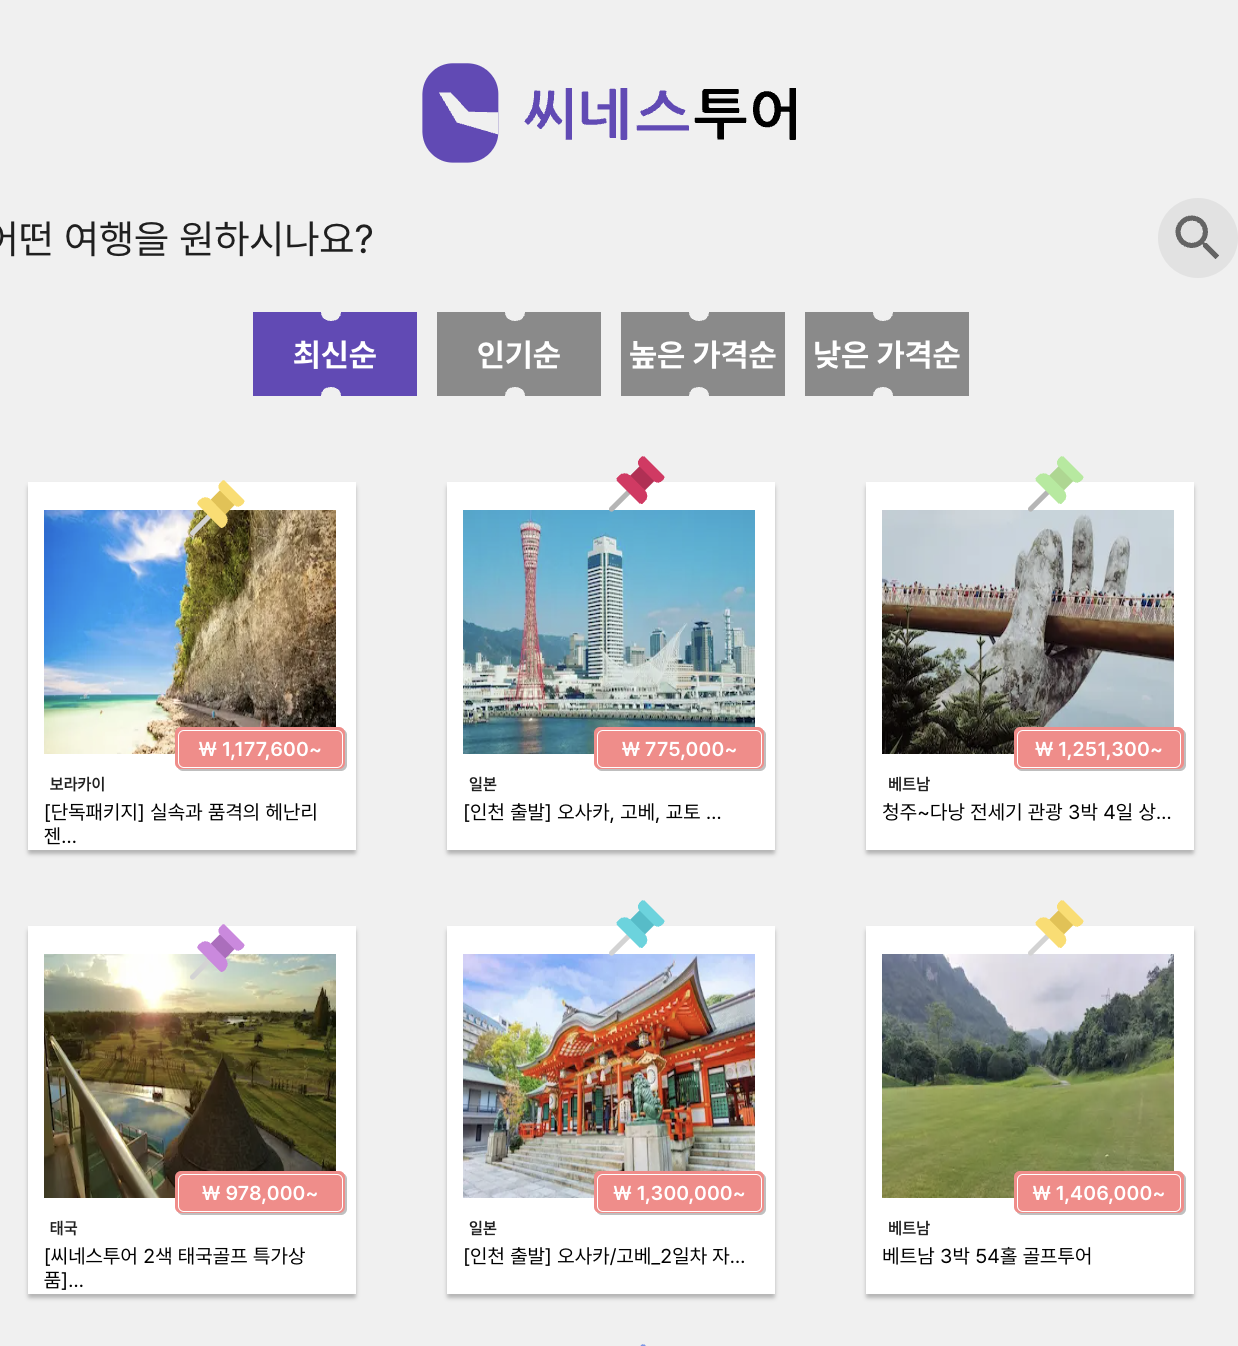 씨네스투어
어떤 여행을 원하시나요?
최신순
인기순
높은 가격순
낮은 가격순
₩ 1,177,600~
보라카이
[단독패키지] 실속과 품격의 헤난리
젠...
₩ 775,000~
일본
[인천 출발] 오사카, 고베, 교토 ...
₩ 1,251,300~
베트남
청주~다낭 전세기 관광 3박 4일 상...
₩ 978,000~
태국
[씨네스투어 2색 태국골프 특가상
품]...
₩ 1,300,000~
일본
[인천 출발] 오사카/고베_2일차 자...
₩ 1,406,000~
베트남
베트남 3박 54홀 골프투어